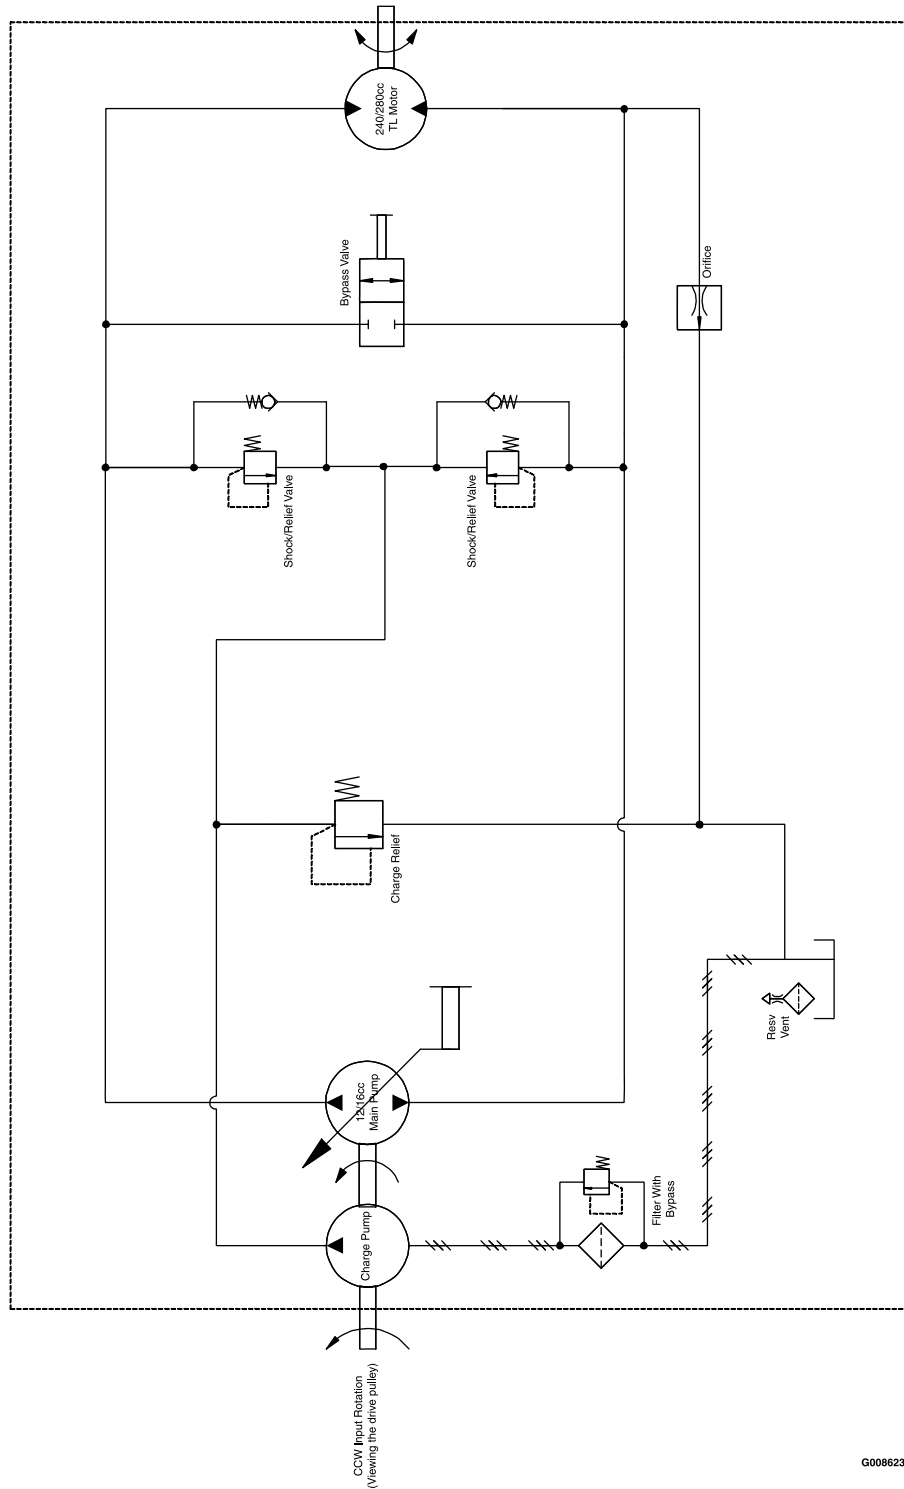 240/280cc
TL Motor
Bypass Valve
Orifice
Shock/Relief Valve
Shock/Relief Valve
Charge Relief
Resv
Vent
12/16cc
Main Pump
Filter With
Bypass
Charge Pump
CCW Input Rotation
(Viewing the drive pulley)
G008623